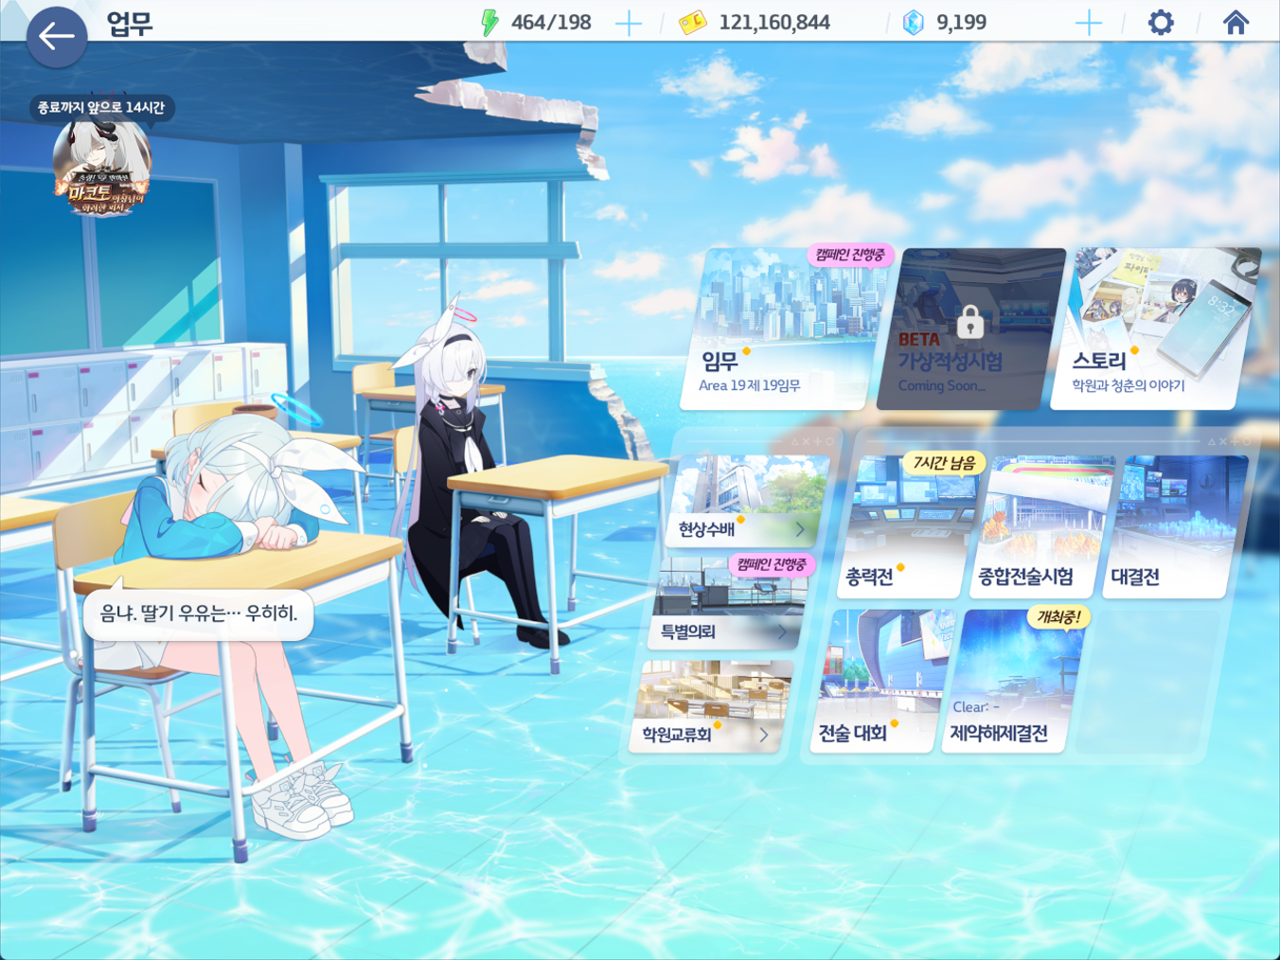 업무
464/198
121,160,844
9,199
종료까지 앞으로 14시간
마코토
캠페인 진행중
임무
Area 19 제 19임무
BETA
가상적성시험
Coming Soon...
8:32
스토리
학원과 청춘의 이야기
현상수배
캠페인 진행중
특별의뢰
학원교류회
7시간 남음
총력전
종합전술시험
대결전
전술 대회
개최중!
Clear: -
제약해제결전
음냐. 딸기 우유는… 우히히.